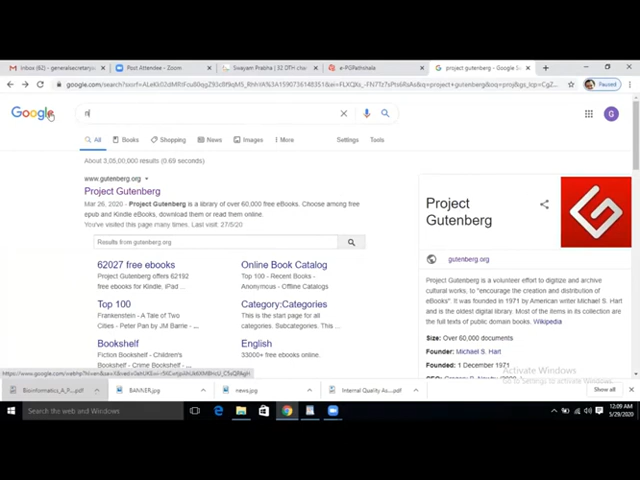 Inbox (62) - generalsecretary
Post Attendee - Zoom
Swayam Prabha | 32 DTH chan
e-PGPathshala
project gutenberg - Google Se
Paused
Google
All
Books
Shopping
News
Images
More
Settings
Tools
G
About 3,05,00,000 results (0.69 seconds)
www.gutenberg.org
Project Gutenberg
Mar 26, 2020 - Project Gutenberg is a library of over 60,000 free eBooks. Choose among free
epub and Kindle eBooks, download them or read them online.
You've visited this page many times. Last visit: 27/5/20
Results from gutenberg.org
62027 free ebooks
Project Gutenberg offers 62192
free ebooks for Kindle, iPad ...
Online Book Catalog
Top 100 - Recent Books -
Anonymous - Offline Catalogs
Top 100
Frankenstein - A Tale of Two
Cities - Peter Pan by JM Barrie - ...
Category:Categories
This is the start page for all
categories. Subcategories. This ...
Bookshelf
Fiction Bookshelf - Children's
Bookshelf - Crime Bookshelf - ...
English
33000+ free ebooks online.
Project
Gutenberg
gutenberg.org
Project Gutenberg is a volunteer effort to digitize and archive
cultural works, to "encourage the creation and distribution of
eBooks". It was founded in 1971 by American writer Michael S. Hart
and is the oldest digital library. Most of the items in its collection are
the full texts of public domain books. Wikipedia
Size: Over 60,000 documents
Founder: Michael S. Hart
Founded: 1 December 1971
Activate Windows
Go to Settings to activate Windows.
Bioinformatics_A_P....pdf
BANNER.jpg
news.jpg
Internal Quality As....pdf
Show all
Search the web and Windows
12:09 AM
5/29/2020